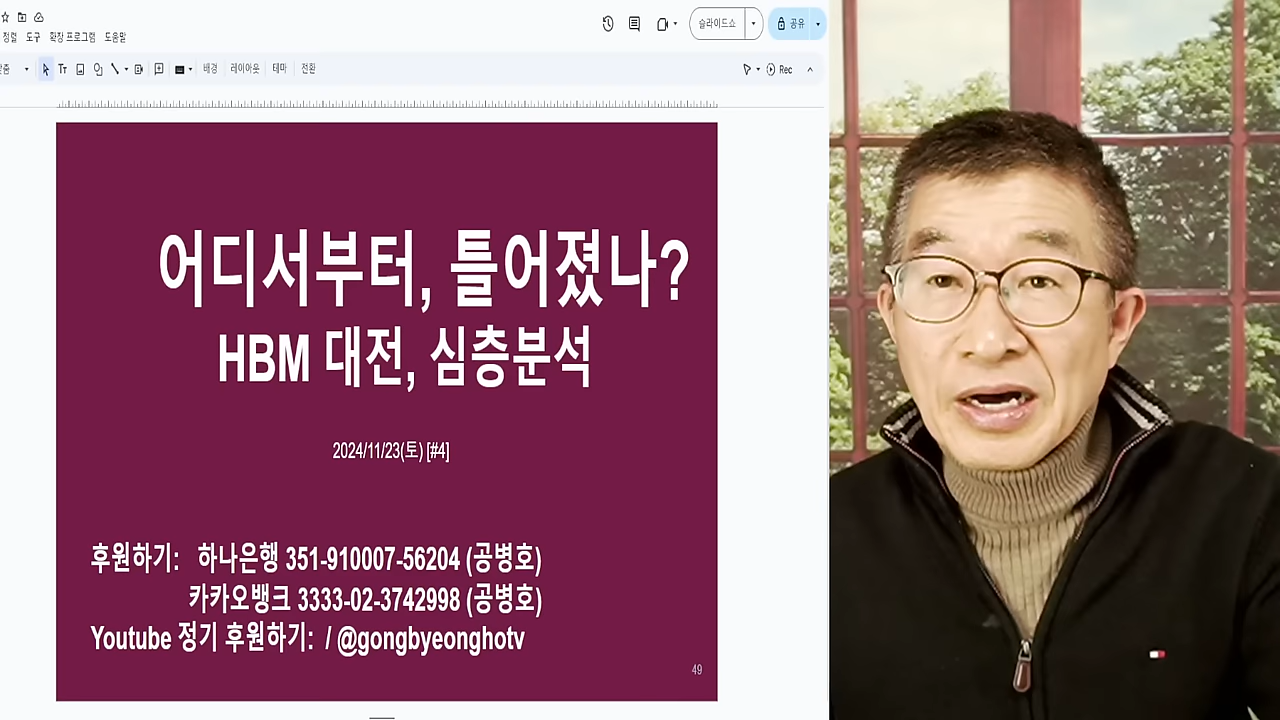 정렬 도구 확장 프로그램 도움말
슬라이드쇼
공유
배경 레이아웃 테마 전환
Rec
어디서부터, 틀어졌나?
HBM 대전, 심층분석
2024/11/23(토) [#4]
후원하기: 하나은행 351-910007-56204 (공병호)
카카오뱅크 3333-02-3742998 (공병호)
Youtube 정기 후원하기: / @gongbyeonghotv
49